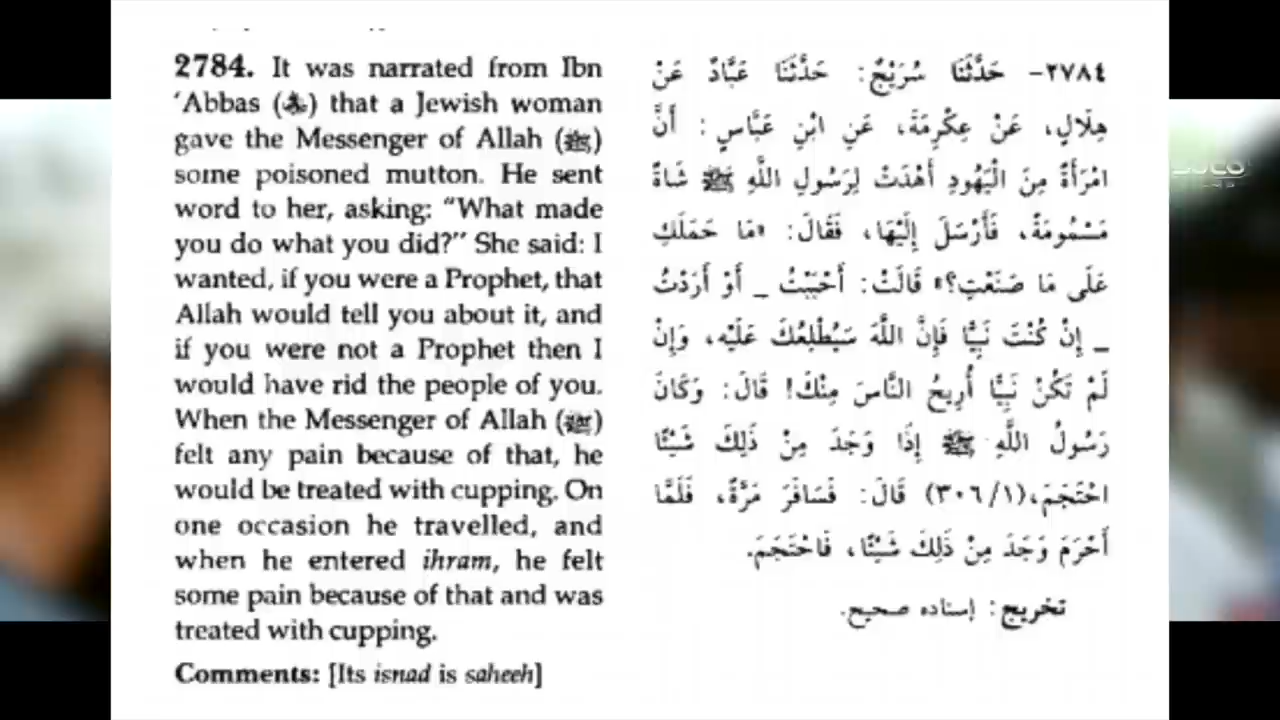 2784. It was narrated from Ibn
'Abbas (رضي الله عنه) that a Jewish woman
gave the Messenger of Allah (ﷺ)
some poisoned mutton. He sent
word to her, asking: "What made
you do what you did?" She said: I
wanted, if you were a Prophet, that
Allah would tell you about it, and
if you were not a Prophet then I
would have rid the people of you.
When the Messenger of Allah (ﷺ)
felt any pain because of that, he
would be treated with cupping. On
one occasion he travelled, and
when he entered ihram, he felt
some pain because of that and was
treated with cupping.
Comments: [Its isnad is saheeh]
٢٧٨٤- حَدَّثَنَا سُرَيْجٌ: حَدَّثَنَا عَبَّادٌ عَنْ
هِلَالٍ، عَنْ عِكْرِمَةَ، عَنِ ابْنِ عَبَّاسٍ: أَنَّ
امْرَأَةً مِنَ الْيَهُودِ أَهْدَتْ لِرَسُولِ اللَّهِ ﷺ شَاةً
مَسْمُومَةً، فَأَرْسَلَ إِلَيْهَا، فَقَالَ: «مَا حَمَلَكِ
عَلَى مَا صَنَعْتِ؟» قَالَتْ: أَحْبَبْتُ _ أَوْ أَرَدْتُ
_ إِنْ كُنْتَ نَبِيًّا فَإِنَّ اللَّهَ سَيُطْلِعُكَ عَلَيْه، وَإِنْ
لَمْ تَكُنْ نَبِيًّا أُرِيحُ النَّاسَ مِنْكَ! قَالَ: وَكَانَ
رَسُولُ اللَّهِ ﷺ إِذَا وَجَدَ مِنْ ذَلِكَ شَيْئًا
احْتَجَمَ،(٣٠٦/١) قَالَ: فَسَافَرَ مَرَّةً، فَلَمَّا
أَحْرَمَ وَجَدَ مِنْ ذَلِكَ شَيْئًا، فَاحْتَجَمَ.
تخريج: إسناده صحيح.